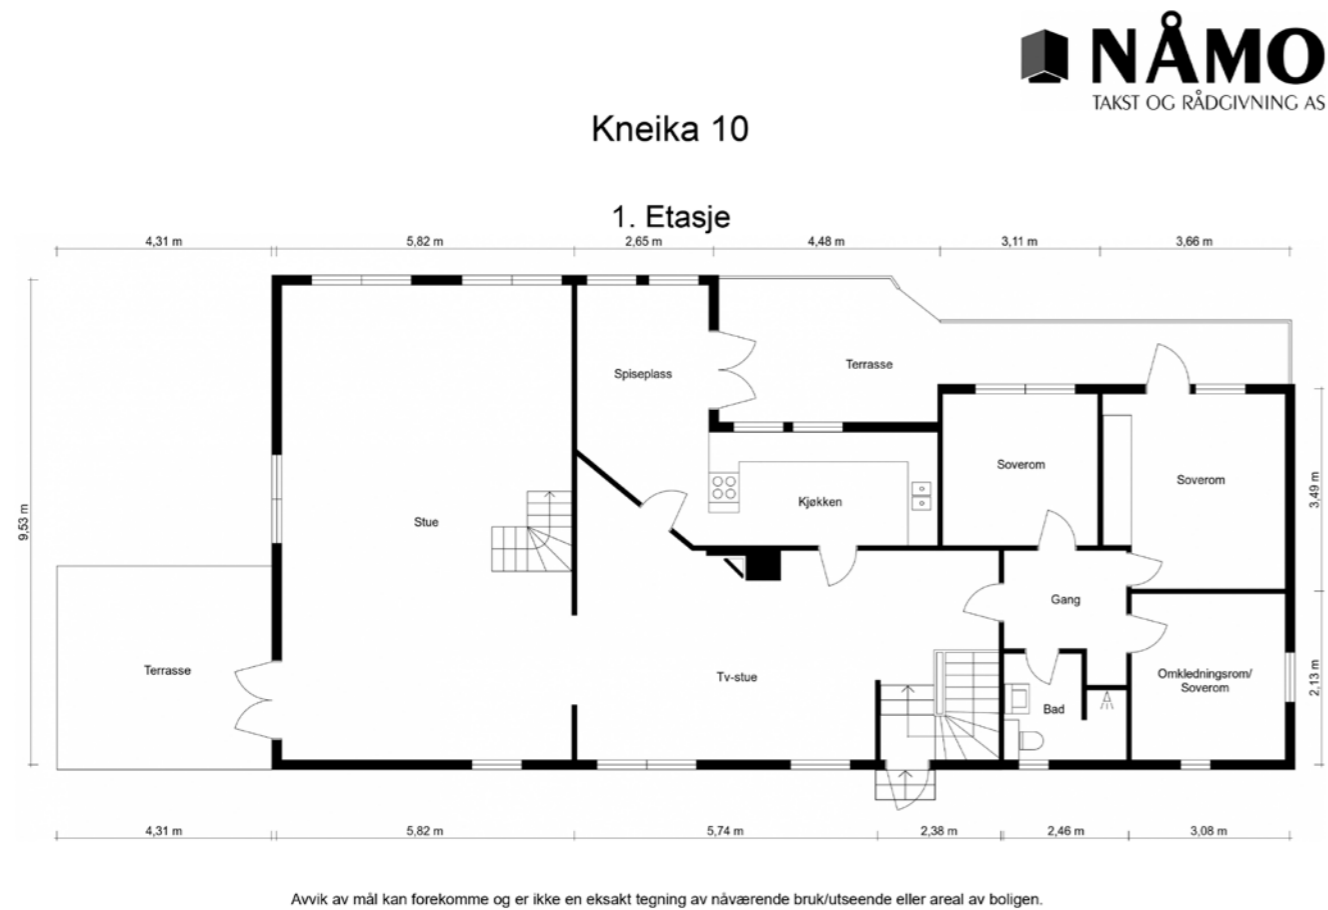 NÅMO
TAKST OG RÅDGIVNING AS
Kneika 10
1. Etasje
4,31 m
5,82 m
2,65 m
4,48 m
3,11 m
3,66 m
9,53 m
Spiseplass
Terrasse
Soverom
Soverom
3,49 m
Stue
Kjøkken
Gang
Terrasse
Tv-stue
Omkledningsrom/
Soverom
2,13 m
Bad
4,31 m
5,82 m
5,74 m
2,38 m
2,46 m
3,08 m
Avvik av mål kan forekomme og er ikke en eksakt tegning av nåværende bruk/utseende eller areal av boligen.